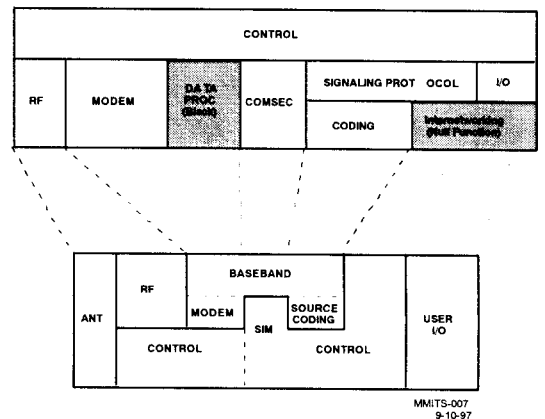 CONTROL
RF
MODEM
DATA
PROC
(Black)
COMSEC
SIGNALING PROT OCOL
I/O
CODING
Internetworking
(Null Function)
ANT
RF
BASEBAND
MODEM
SIM
SOURCE
CODING
CONTROL
CONTROL
USER
I/O
MMITS-007
9-10-97